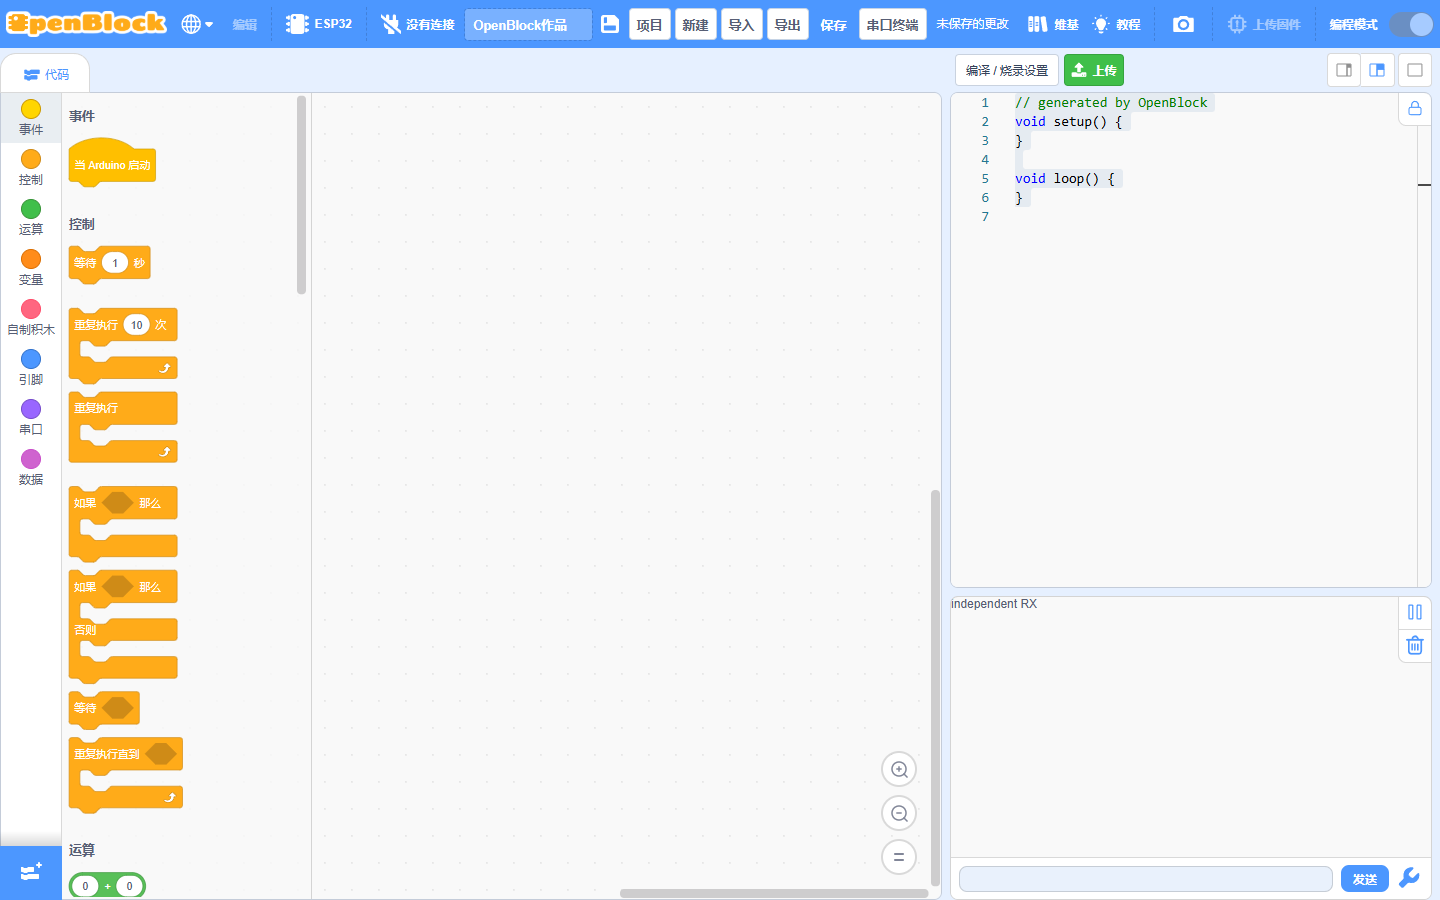 OpenBlock
编辑
ESP32
没有连接
OpenBlock作品
项目
新建
导入
导出
保存
串口终端
未保存的更改
维基
教程
上传固件
编程模式
代码
编译 / 烧录设置
上传
事件
控制
运算
变量
自制积木
引脚
串口
数据
事件
当 Arduino 启动
控制
等待 1 秒
重复执行 10 次
重复执行
如果 那么
如果 那么
否则
等待
重复执行直到
运算
0 + 0
1 // generated by OpenBlock
2 void setup() {
3 }
4
5 void loop() {
6 }
7
independent RX
发送